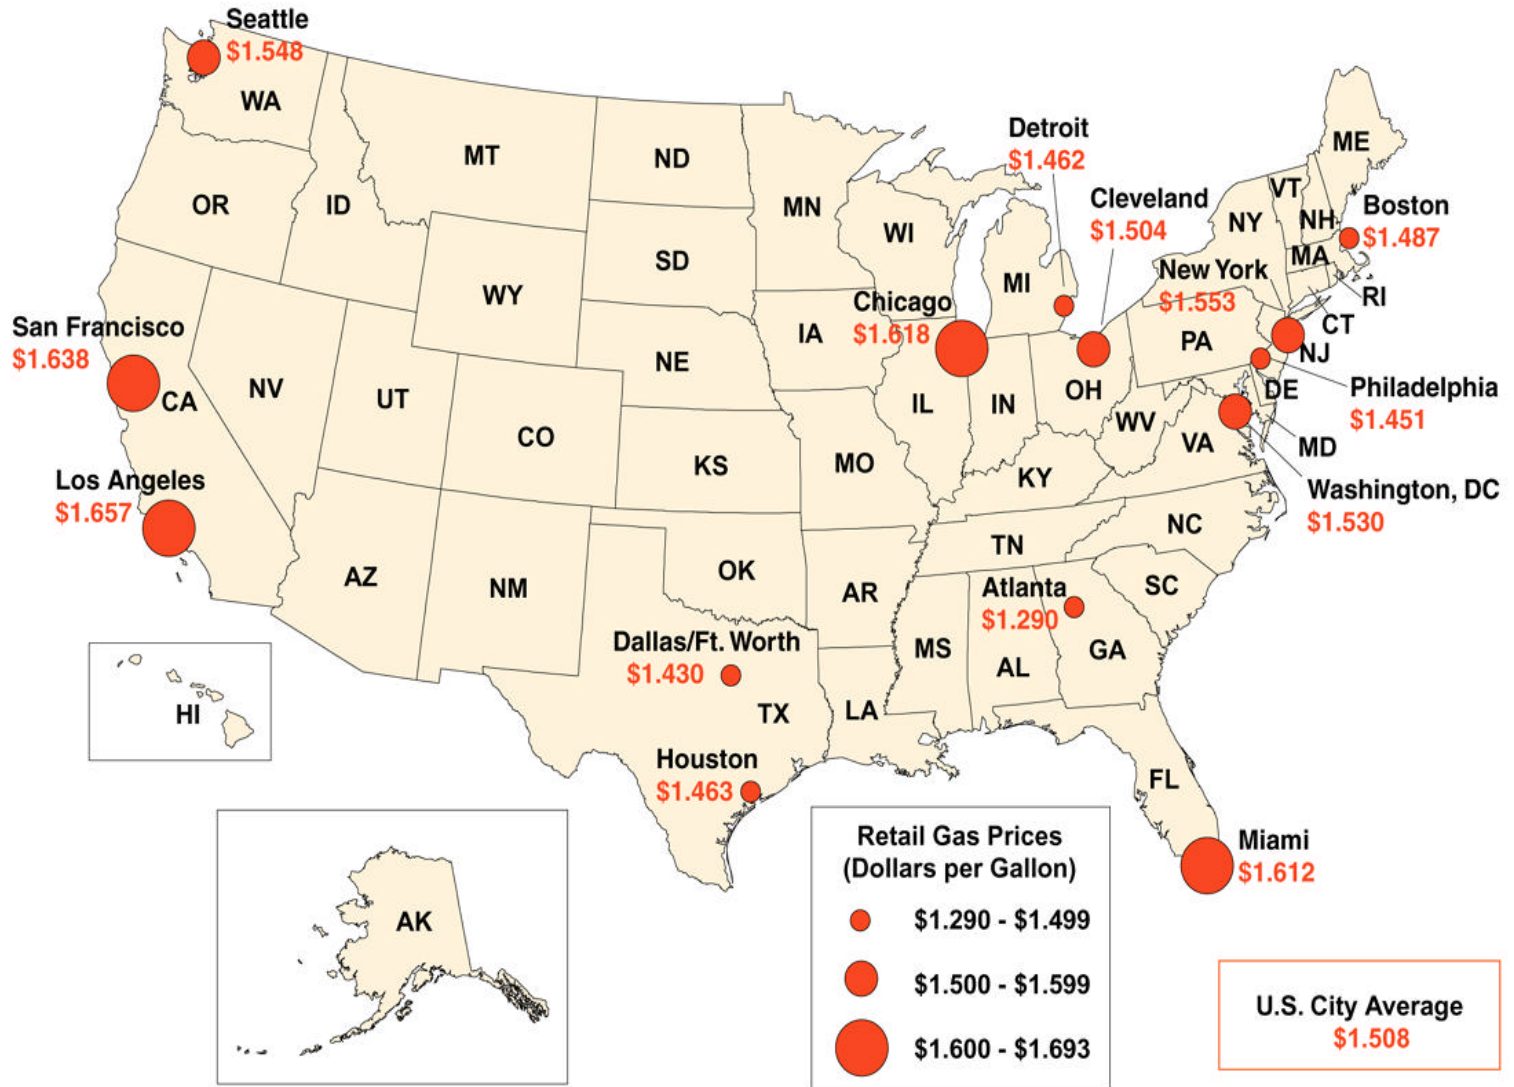 Seattle
$1.548
WA
MT
ND
MN
OR
ID
WI
SD
WY
MI
Detroit
$1.462
Cleveland
$1.504
ME
VT
NH
NY
Boston
$1.487
MA
RI
CT
New York
$1.553
NJ
Chicago
$1.618
IA
NE
PA
San Francisco
$1.638
CA
NV
UT
CO
IL
IN
OH
DE
Philadelphia
$1.451
WV
VA
MD
KS
MO
KY
Washington, DC
$1.530
Los Angeles
$1.657
NC
TN
AZ
NM
OK
AR
Atlanta
$1.290
SC
GA
MS
AL
Dallas/Ft. Worth
$1.430
TX
LA
HI
Houston
$1.463
FL
Miami
$1.612
AK
Retail Gas Prices
(Dollars per Gallon)
$1.290 - $1.499
$1.500 - $1.599
$1.600 - $1.693
U.S. City Average
$1.508